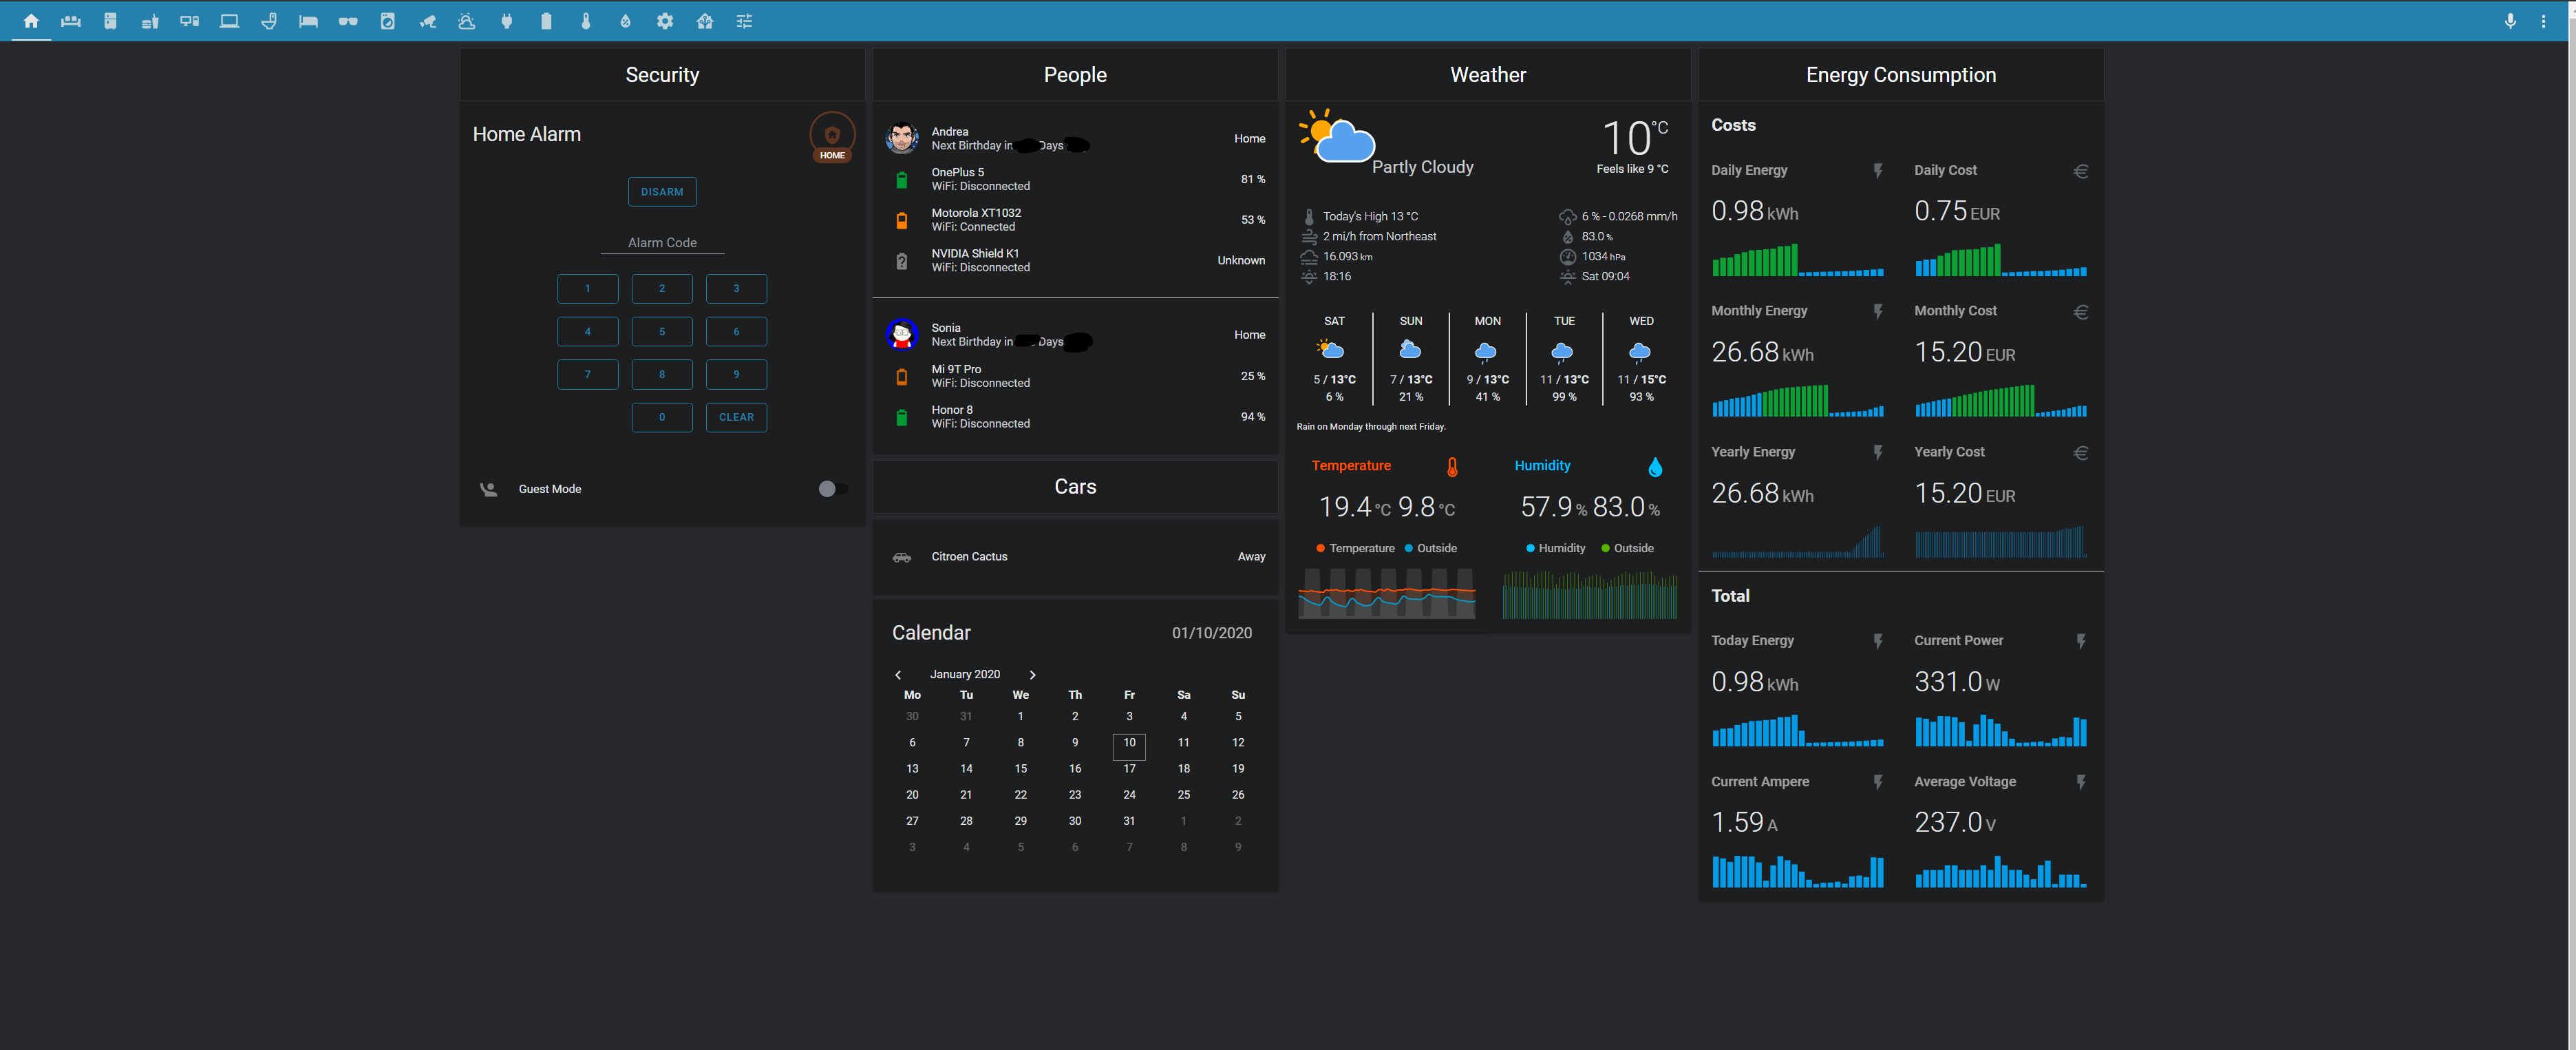 Security
Home Alarm
HOME
DISARM
Alarm Code
1 2 3
4 5 6
7 8 9
0 CLEAR
Guest Mode
People
Andrea
Next Birthday in Days
Home
OnePlus 5
WiFi: Disconnected
81 %
Motorola XT1032
WiFi: Connected
53 %
NVIDIA Shield K1
WiFi: Disconnected
Unknown
Sonia
Next Birthday in Days
Home
Mi 9T Pro
WiFi: Disconnected
25 %
Honor 8
WiFi: Disconnected
94 %
Cars
Citroen Cactus Away
Calendar 01/10/2020
January 2020
Mo Tu We Th Fr Sa Su
30 31 1 2 3 4 5
6 7 8 9 10 11 12
13 14 15 16 17 18 19
20 21 22 23 24 25 26
27 28 29 30 31 1 2
3 4 5 6 7 8 9
Weather
10 °C
Partly Cloudy
Feels like 9 °C
Today's High 13 °C 6 % - 0.0268 mm/h
2 mi/h from Northeast 83.0 %
16.093 km 1034 hPa
18:16 Sat 09:04
SAT SUN MON TUE WED
5 / 13°C 7 / 13°C 9 / 13°C 11 / 13°C 11 / 15°C
6 % 21 % 41 % 99 % 93 %
Rain on Monday through next Friday.
Temperature Humidity
19.4 °C 9.8 °C 57.9 % 83.0 %
Temperature Outside Humidity Outside
Energy Consumption
Costs
Daily Energy Daily Cost
0.98 kWh 0.75 EUR
Monthly Energy Monthly Cost
26.68 kWh 15.20 EUR
Yearly Energy Yearly Cost
26.68 kWh 15.20 EUR
Total
Today Energy Current Power
0.98 kWh 331.0 W
Current Ampere Average Voltage
1.59 A 237.0 V